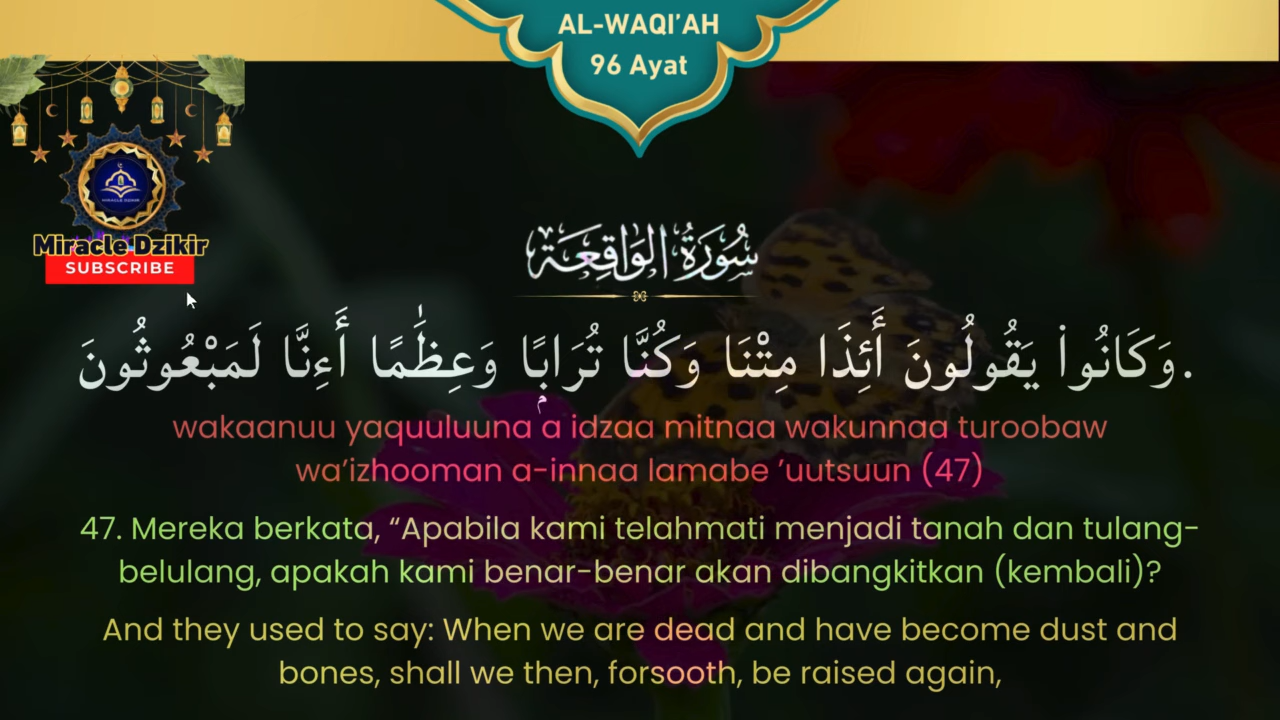 AL-WAQI'AH
96 Ayat
Miracle Dzikir
SUBSCRIBE
سُورَةُ الوَاقِعَة
وَكَانُوا۟ يَقُولُونَ أَئِذَا مِتْنَا وَكُنَّا تُرَابًۭا وَعِظَٰمًا أَءِنَّا لَمَبْعُوثُونَ.
wakaanuu yaquuluuna a idzaa mitnaa wakunnaa turoobaw
wa'izhooman a-innaa lamabe 'uutsuun (47)
47. Mereka berkata, “Apabila kami telahmati menjadi tanah dan tulang-
belulang, apakah kami benar-benar akan dibangkitkan (kembali)?
And they used to say: When we are dead and have become dust and
bones, shall we then, forsooth, be raised again,